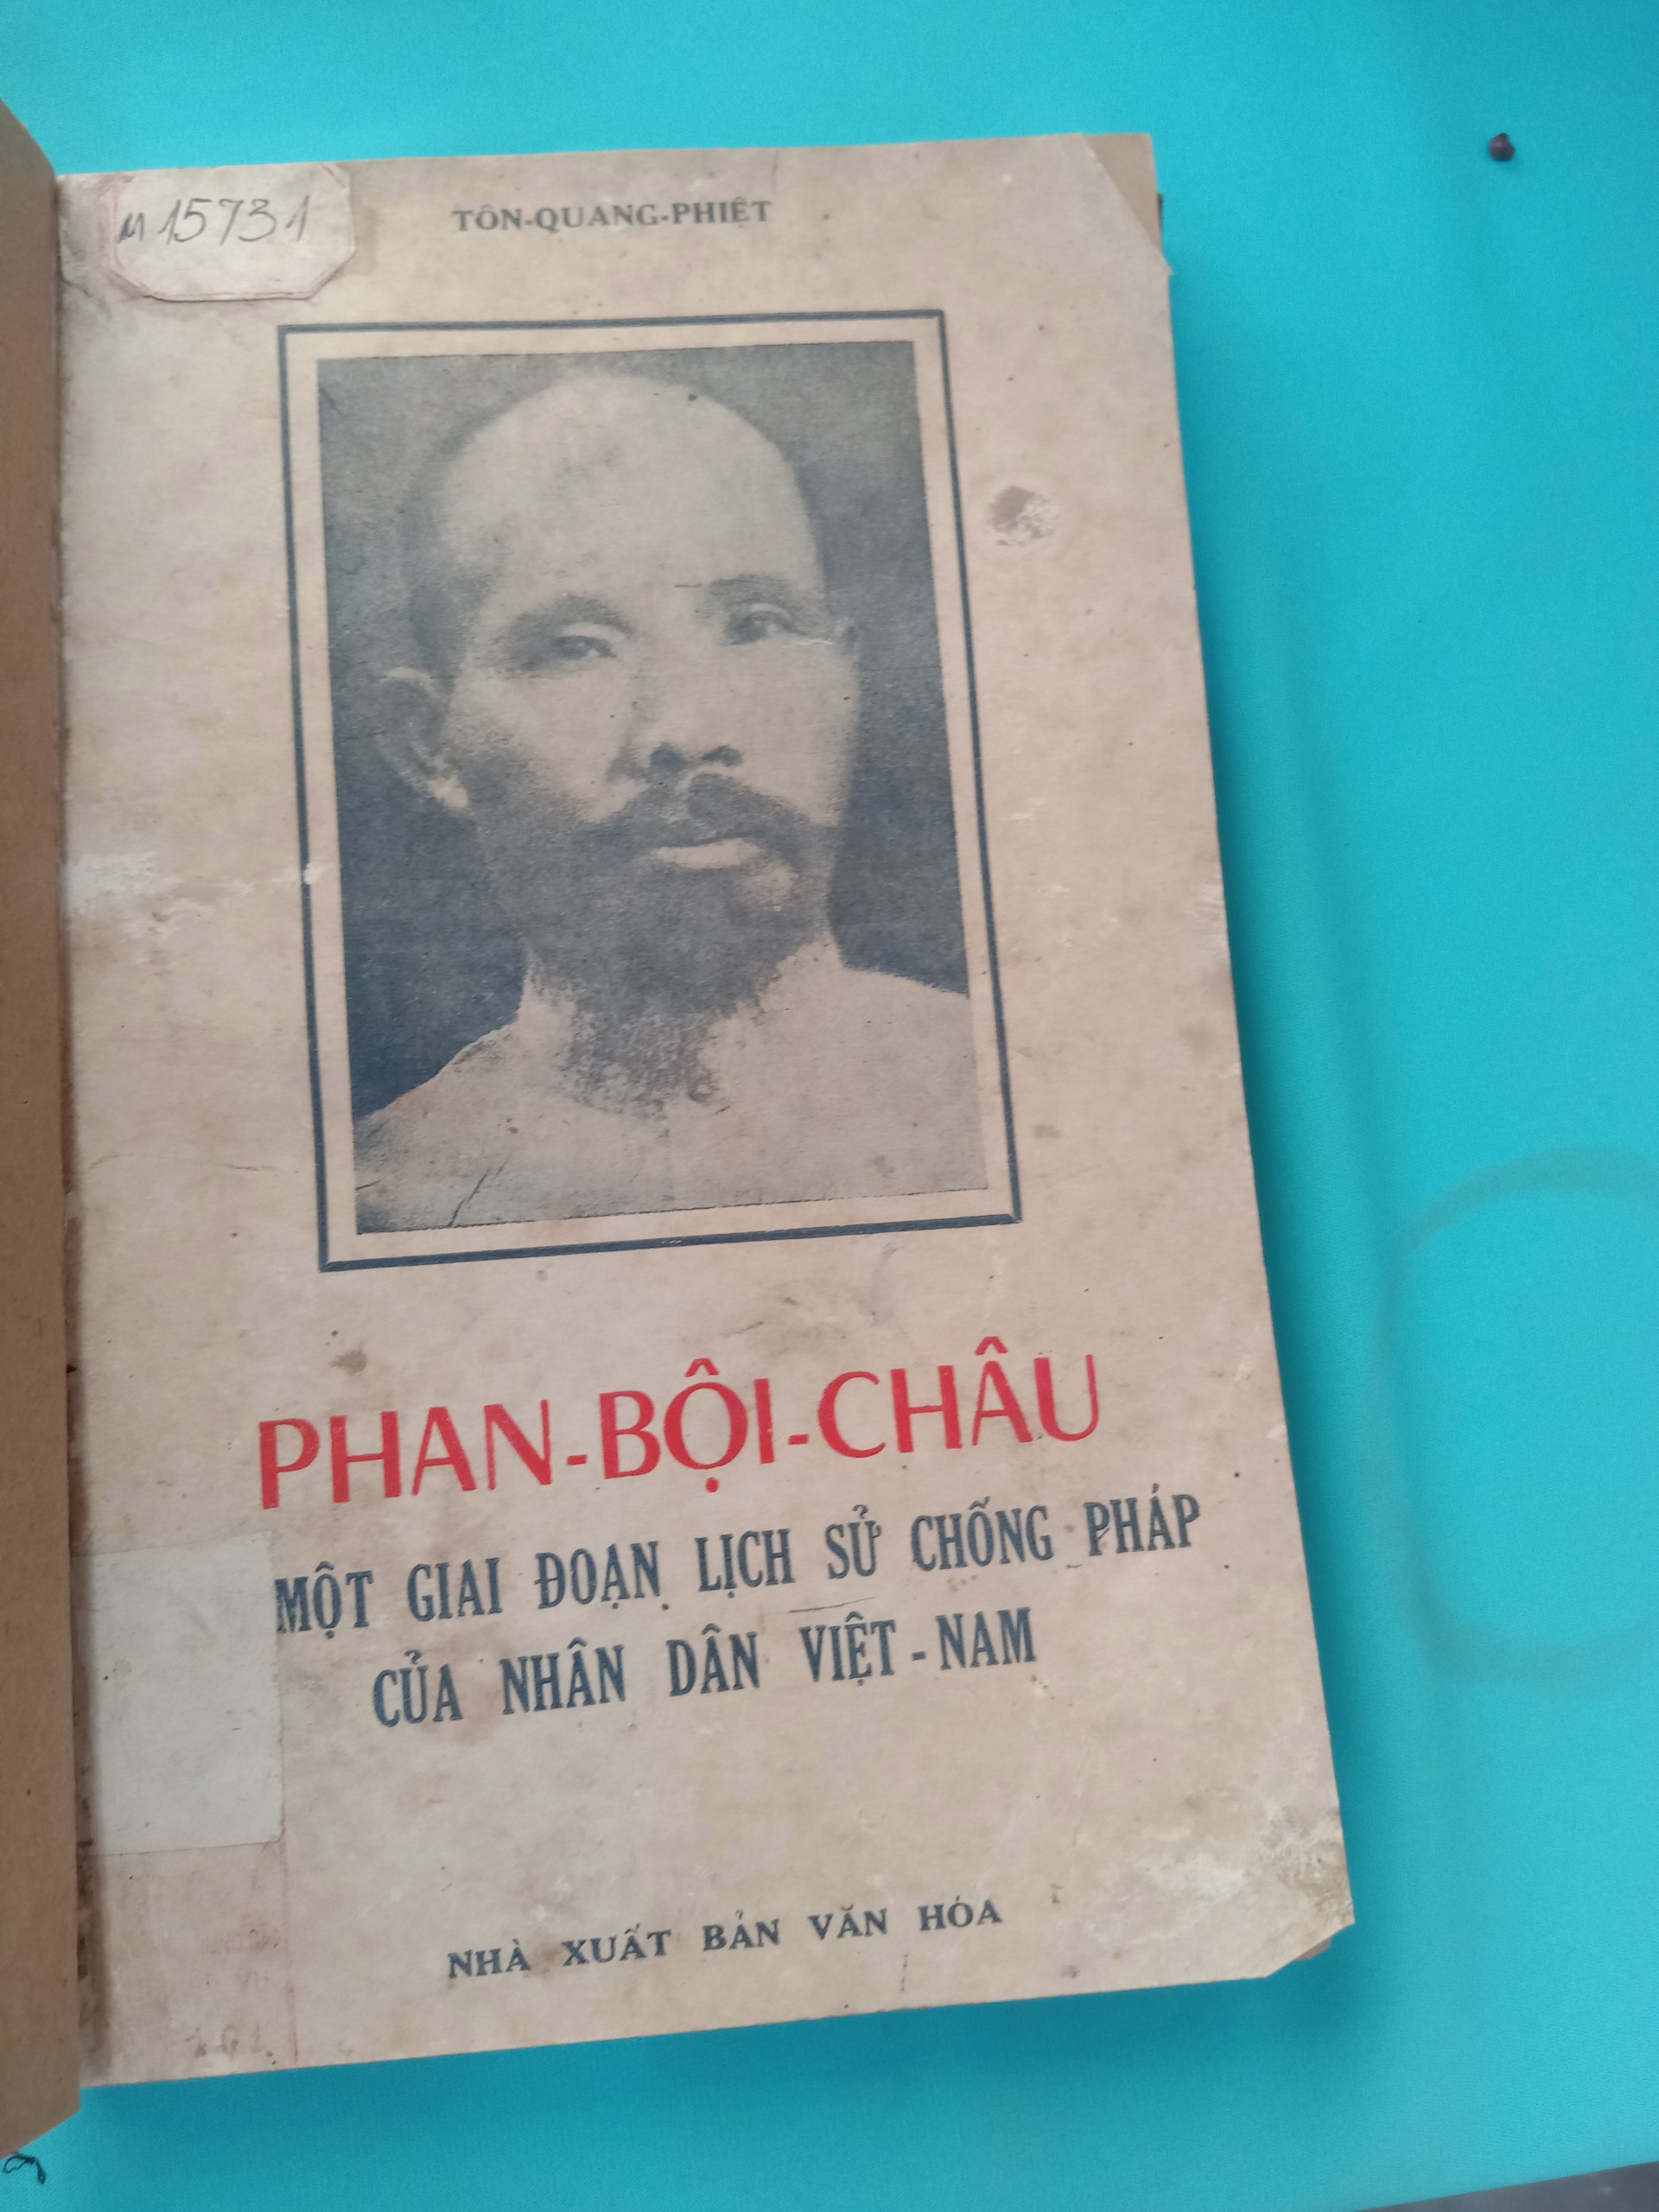 M 15731
TÔN-QUANG-PHIỆT
PHAN-BỘI-CHÂU
MỘT GIAI ĐOẠN LỊCH SỬ CHỐNG PHÁP
CỦA NHÂN DÂN VIỆT-NAM
NHÀ XUẤT BẢN VĂN HÓA